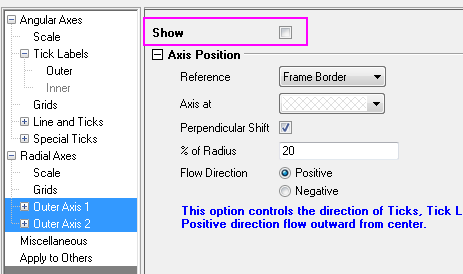 Angular Axes
Scale
Tick Labels
Outer
Inner
Grids
Line and Ticks
Special Ticks
Radial Axes
Scale
Grids
Outer Axis 1
Outer Axis 2
Miscellaneous
Apply to Others
Show
Axis Position
Reference Frame Border
Axis at
Perpendicular Shift
% of Radius 20
Flow Direction Positive
Negative
This option controls the direction of Ticks, Tick L
Positive direction flow outward from center.